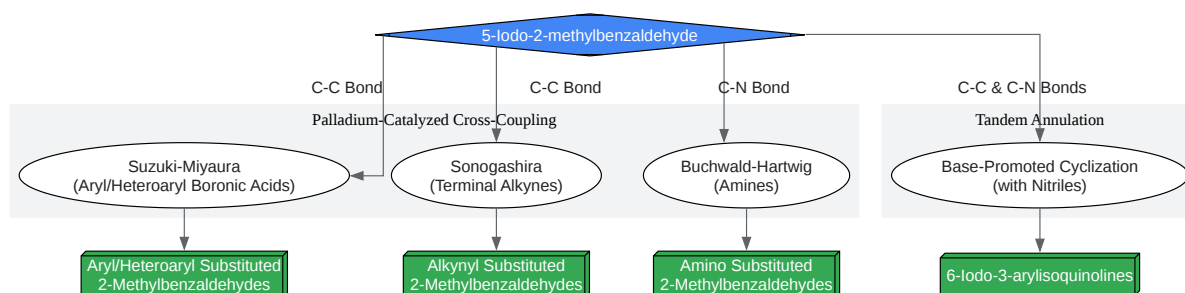 5-Iodo-2-methylbenzaldehyde
C-C Bond
C-C Bond
C-N Bond
C-C & C-N Bonds
Palladium-Catalyzed Cross-Coupling
Tandem Annulation
Suzuki-Miyaura
(Aryl/Heteroaryl Boronic Acids)
Sonogashira
(Terminal Alkynes)
Buchwald-Hartwig
(Amines)
Base-Promoted Cyclization
(with Nitriles)
Aryl/Heteroaryl Substituted
2-Methylbenzaldehydes
Alkynyl Substituted
2-Methylbenzaldehydes
Amino Substituted
2-Methylbenzaldehydes
6-Iodo-3-arylisoquinolines